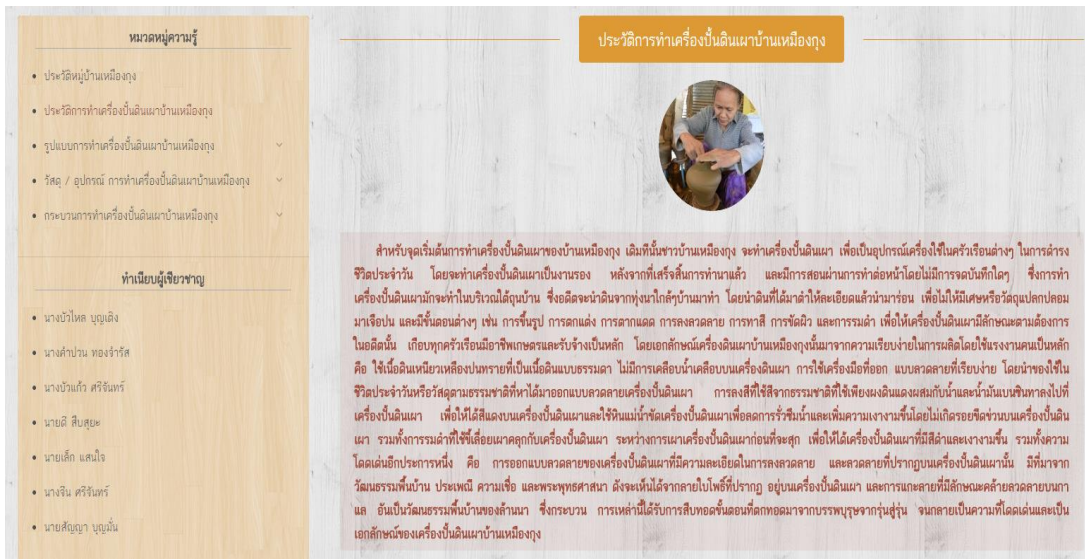 หมวดหมู่ความรู้
ประวัติหมู่บ้านเหมืองกุง
ประวัติการทำเครื่องปั้นดินเผาบ้านเหมืองกุง
รูปแบบการทำเครื่องปั้นดินเผาบ้านเหมืองกุง
วัสดุ / อุปกรณ์ การทำเครื่องปั้นดินเผาบ้านเหมืองกุง
กระบวนการทำเครื่องปั้นดินเผาบ้านเหมืองกุง
ทำเนียบผู้เชี่ยวชาญ
นางบัวไหล บุญเติง
นางคำปวน ทองจำรัส
นางบัวแก้ว ศรีจันทร์
นายดี สืบสุยะ
นายเล็ก แสนใจ
นางจิน ศรีจันทร์
นายสัญญา บุญมั่น
ประวัติการทำเครื่องปั้นดินเผาบ้านเหมืองกุง
สำหรับจุดเริ่มต้นการทำเครื่องปั้นดินเผาของบ้านเหมืองกุง เดิมทีนั้นชาวบ้านเหมืองกุง จะทำเครื่องปั้นดินเผา เพื่อเป็นอุปกรณ์เครื่องใช้ในครัวเรือนต่างๆ ในการดำรง
ชีวิตประจำวัน โดยจะทำเครื่องปั้นดินเผาเป็นงานรอง หลังจากที่เสร็จสิ้นการทำนาแล้ว และมีการสอนผ่านการทำต่อหน้าโดยไม่มีการจดบันทึกใดๆ ซึ่งการทำ
เครื่องปั้นดินเผามักจะทำในบริเวณใต้ถุนบ้าน ซึ่งอดีตจะนำดินจากทุ่งนาใกล้ๆบ้านมาทำ โดยนำดินที่ได้มาตำให้ละเอียดแล้วนำมาร่อน เพื่อไม่ให้มีเศษหรือวัตถุแปลกปลอม
มาเจือปน และมีขั้นตอนต่างๆ เช่น การขึ้นรูป การตกแต่ง การตากแดด การลงลวดลาย การทาสี การขัดผิว และการรมดำ เพื่อให้เครื่องปั้นดินเผามีลักษณะตามต้องการ
ในอดีตนั้น เกือบทุกครัวเรือนมีอาชีพเกษตรและรับจ้างเป็นหลัก โดยเอกลักษณ์เครื่องปั้นดินเผาบ้านเหมืองกุงนั้นมาจากความเรียบง่ายในการผลิตโดยใช้แรงงานคนเป็นหลัก
คือ ใช้เนื้อดินเหนียวเหลืองปนทรายที่เป็นเนื้อดินแบบธรรมดา ไม่มีการเคลือบน้ำเคลือบบนเครื่องดินเผา การใช้เครื่องมือที่ออก แบบลวดลายที่เรียบง่าย โดยนำของใช้ใน
ชีวิตประจำวันหรือวัสดุตามธรรมชาติที่หาได้มาออกแบบลวดลายเครื่องปั้นดินเผา การลงสีที่ใช้สีจากธรรมชาติที่ใช้เพียงผงดินแดงผสมกับน้ำและน้ำมันเบนซินทาลงไปที่
เครื่องปั้นดินเผา เพื่อให้ได้สีแดงบนเครื่องปั้นดินเผาและใช้หินแม่น้ำขัดเครื่องปั้นดินเผาเพื่อลดการรั่วซึมน้ำและเพิ่มความเงางามขึ้นโดยไม่เกิดรอยขีดข่วนบนเครื่องปั้นดิน
เผา รวมทั้งการรมดำที่ใช้ขี้เลื่อยเผาคลุกกับเครื่องปั้นดินเผา ระหว่างการเผาเครื่องปั้นดินเผาก่อนที่จะสุก เพื่อให้ได้เครื่องปั้นดินเผาที่มีสีดำและเงางามขึ้น รวมทั้งความ
โดดเด่นอีกประการหนึ่ง คือ การออกแบบลวดลายของเครื่องปั้นดินเผาที่มีความละเอียดในการลงลวดลาย และลวดลายที่ปรากฏบนเครื่องปั้นดินเผานั้น มีที่มาจาก
วัฒนธรรมพื้นบ้าน ประเพณี ความเชื่อ และพระพุทธศาสนา ดังจะเห็นได้จากลายใบโพธิ์ที่ปรากฏ อยู่บนเครื่องปั้นดินเผา และการแกะลายที่มีลักษณะคล้ายลวดลายบนกา
แล อันเป็นวัฒนธรรมพื้นบ้านของล้านนา ซึ่งกระบวน การเหล่านี้ได้รับการสืบทอดขั้นตอนที่ตกทอดมาจากบรรพบุรุษจากรุ่นสู่รุ่น จนกลายเป็นความที่โดดเด่นและเป็น
เอกลักษณ์ของเครื่องปั้นดินเผาบ้านเหมืองกุง